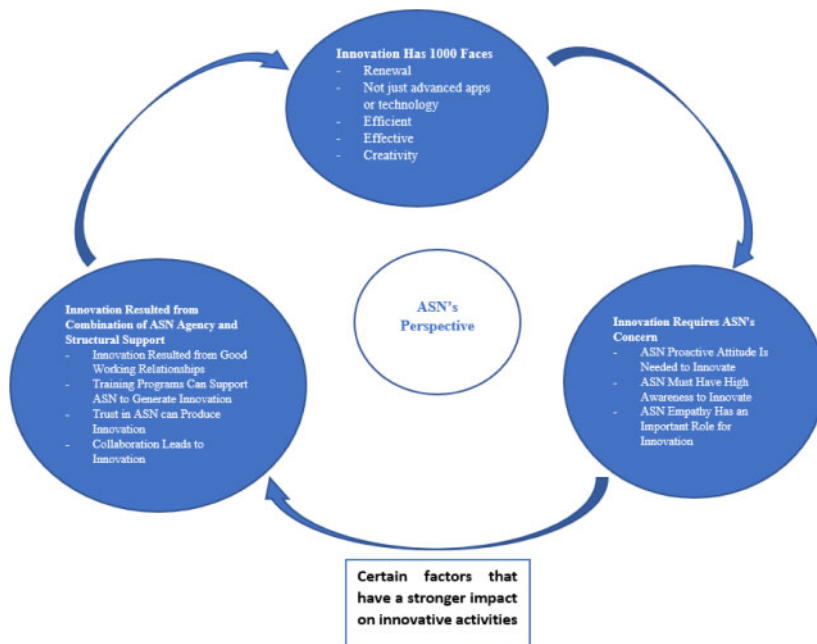 Innovation Has 1000 Faces
- Renewal
- Not just advanced apps
or technology
- Efficient
- Effective
- Creativity
ASN's
Perspective
Innovation Resulted from
Combination of ASN Agency and
Structural Support
- Innovation Resulted from Good
Working Relationships
- Training Programs Can Support
ASN to Generate Innovation
- Trust in ASN can Produce
Innovation
- Collaboration Leads to
Innovation
Innovation Requires ASN's
Concern
- ASN Proactive Attitude Is
Needed to Innovate
- ASN Must Have High
Awareness to Innovate
- ASN Empathy Has an
Important Role for
Innovation
Certain factors that
have a stronger impact
on innovative activities